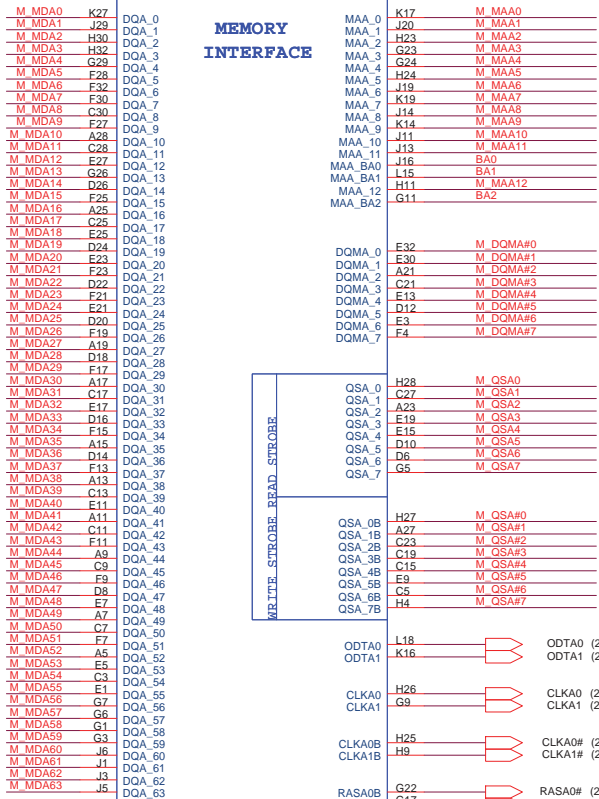 M_MDA0 K27 DQA_0
M_MDA1 J29 DQA_1
M_MDA2 H30 DQA_2
M_MDA3 H32 DQA_3
M_MDA4 G29 DQA_4
M_MDA5 F28 DQA_5
M_MDA6 F32 DQA_6
M_MDA7 F30 DQA_7
M_MDA8 C30 DQA_8
M_MDA9 F27 DQA_9
M_MDA10 A28 DQA_10
M_MDA11 C28 DQA_11
M_MDA12 E27 DQA_12
M_MDA13 G26 DQA_13
M_MDA14 D26 DQA_14
M_MDA15 F25 DQA_15
M_MDA16 A25 DQA_16
M_MDA17 C25 DQA_17
M_MDA18 E25 DQA_18
M_MDA19 D24 DQA_19
M_MDA20 E23 DQA_20
M_MDA21 F23 DQA_21
M_MDA22 D22 DQA_22
M_MDA23 F21 DQA_23
M_MDA24 E21 DQA_24
M_MDA25 D20 DQA_25
M_MDA26 F19 DQA_26
M_MDA27 A19 DQA_27
M_MDA28 D18 DQA_28
M_MDA29 F17 DQA_29
M_MDA30 A17 DQA_30
M_MDA31 C17 DQA_31
M_MDA32 E17 DQA_32
M_MDA33 D16 DQA_33
M_MDA34 F15 DQA_34
M_MDA35 A15 DQA_35
M_MDA36 D14 DQA_36
M_MDA37 F13 DQA_37
M_MDA38 A13 DQA_38
M_MDA39 C13 DQA_39
M_MDA40 E11 DQA_40
M_MDA41 A11 DQA_41
M_MDA42 C11 DQA_42
M_MDA43 F11 DQA_43
M_MDA44 A9 DQA_44
M_MDA45 C9 DQA_45
M_MDA46 F9 DQA_46
M_MDA47 D8 DQA_47
M_MDA48 E7 DQA_48
M_MDA49 A7 DQA_49
M_MDA50 C7 DQA_50
M_MDA51 F7 DQA_51
M_MDA52 A5 DQA_52
M_MDA53 E5 DQA_53
M_MDA54 C3 DQA_54
M_MDA55 E1 DQA_55
M_MDA56 G7 DQA_56
M_MDA57 G6 DQA_57
M_MDA58 G1 DQA_58
M_MDA59 G3 DQA_59
M_MDA60 J6 DQA_60
M_MDA61 J1 DQA_61
M_MDA62 J3 DQA_62
M_MDA63 J5 DQA_63
MEMORY
INTERFACE
MAA_0 K17 M_MAA0
MAA_1 J20 M_MAA1
MAA_2 H23 M_MAA2
MAA_3 G23 M_MAA3
MAA_4 G24 M_MAA4
MAA_5 H24 M_MAA5
MAA_6 J19 M_MAA6
MAA_7 K19 M_MAA7
MAA_8 J14 M_MAA8
MAA_9 K14 M_MAA9
MAA_10 J11 M_MAA10
MAA_11 J13 M_MAA11
MAA_BA0 J16 BA0
MAA_BA1 L15 BA1
MAA_12 H11 M_MAA12
MAA_BA2 G11 BA2
DQMA_0 E32 M_DQMA#0
DQMA_1 E30 M_DQMA#1
DQMA_2 A21 M_DQMA#2
DQMA_3 C21 M_DQMA#3
DQMA_4 E13 M_DQMA#4
DQMA_5 D12 M_DQMA#5
DQMA_6 E3 M_DQMA#6
DQMA_7 F4 M_DQMA#7
WRITE STROBE READ STROBE
QSA_0 H28 M_QSA0
QSA_1 C27 M_QSA1
QSA_2 A23 M_QSA2
QSA_3 E19 M_QSA3
QSA_4 E15 M_QSA4
QSA_5 D10 M_QSA5
QSA_6 D6 M_QSA6
QSA_7 G5 M_QSA7
QSA_0B H27 M_QSA#0
QSA_1B A27 M_QSA#1
QSA_2B C23 M_QSA#2
QSA_3B C19 M_QSA#3
QSA_4B C15 M_QSA#4
QSA_5B E9 M_QSA#5
QSA_6B C5 M_QSA#6
QSA_7B H4 M_QSA#7
ODTA0 L18 ODTA0 (2
ODTA1 K16 ODTA1 (2
CLKA0 H26 CLKA0 (2
CLKA1 G9 CLKA1 (2
CLKA0B H25 CLKA0# (2
CLKA1B H9 CLKA1# (2
RASA0B G22 RASA0# (2